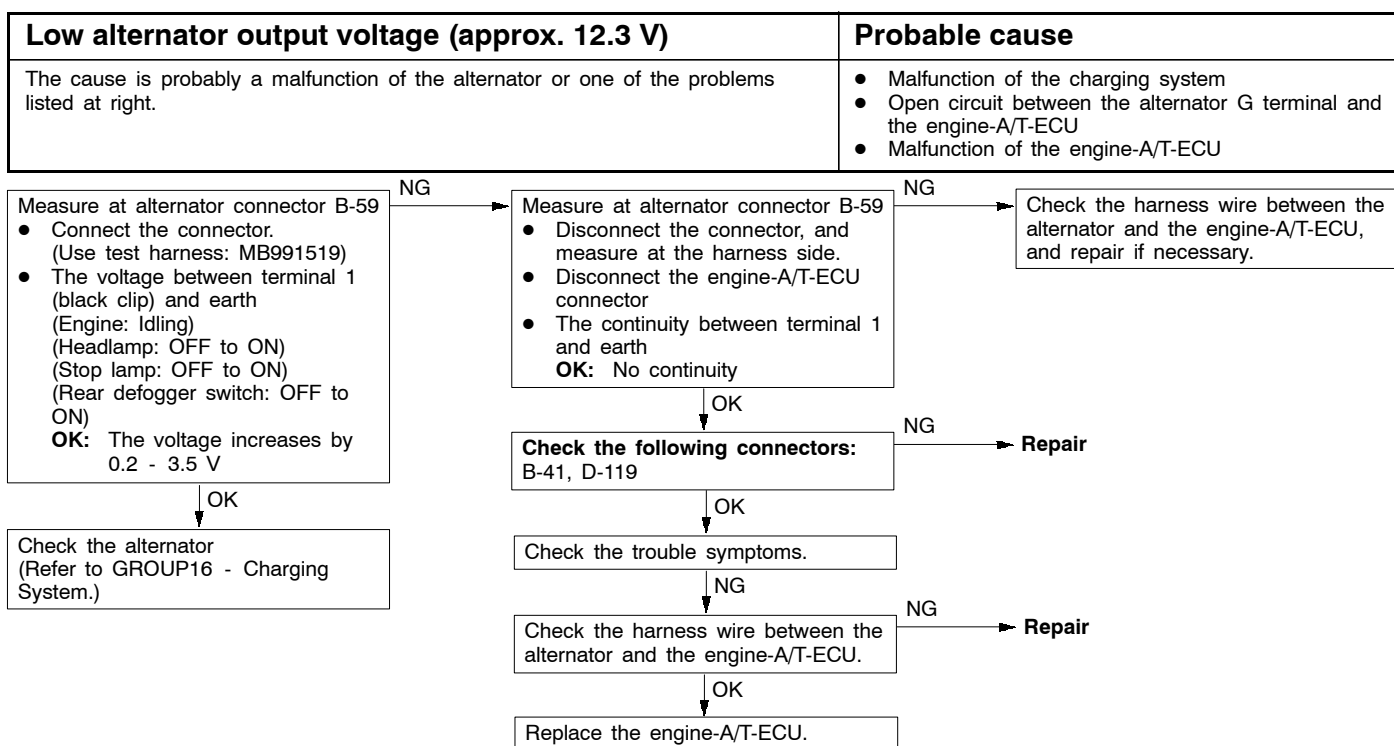 Low alternator output voltage (approx. 12.3 V)
Probable cause
The cause is probably a malfunction of the alternator or one of the problems
listed at right.
● Malfunction of the charging system
● Open circuit between the alternator G terminal and
the engine-A/T-ECU
● Malfunction of the engine-A/T-ECU
Measure at alternator connector B-59
● Connect the connector.
(Use test harness: MB991519)
● The voltage between terminal 1
(black clip) and earth
(Engine: Idling)
(Headlamp: OFF to ON)
(Stop lamp: OFF to ON)
(Rear defogger switch: OFF to
ON)
OK: The voltage increases by
0.2 - 3.5 V
NG
OK
Check the alternator
(Refer to GROUP16 - Charging
System.)
Measure at alternator connector B-59
● Disconnect the connector, and
measure at the harness side.
● Disconnect the engine-A/T-ECU
connector
● The continuity between terminal 1
and earth
OK: No continuity
NG
Check the harness wire between the
alternator and the engine-A/T-ECU,
and repair if necessary.
OK
Check the following connectors:
B-41, D-119
NG
Repair
OK
Check the trouble symptoms.
NG
Check the harness wire between the
alternator and the engine-A/T-ECU.
NG
Repair
OK
Replace the engine-A/T-ECU.